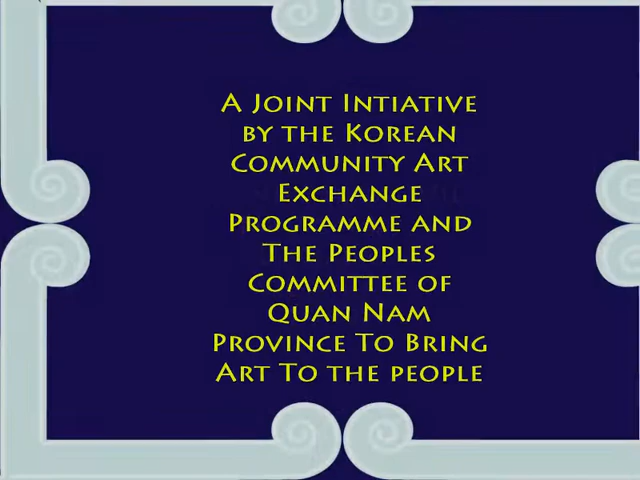 A Joint Intiative
by the Korean
Community Art
Exchange
Programme and
The Peoples
Committee of
Quan Nam
Province To Bring
Art To the people